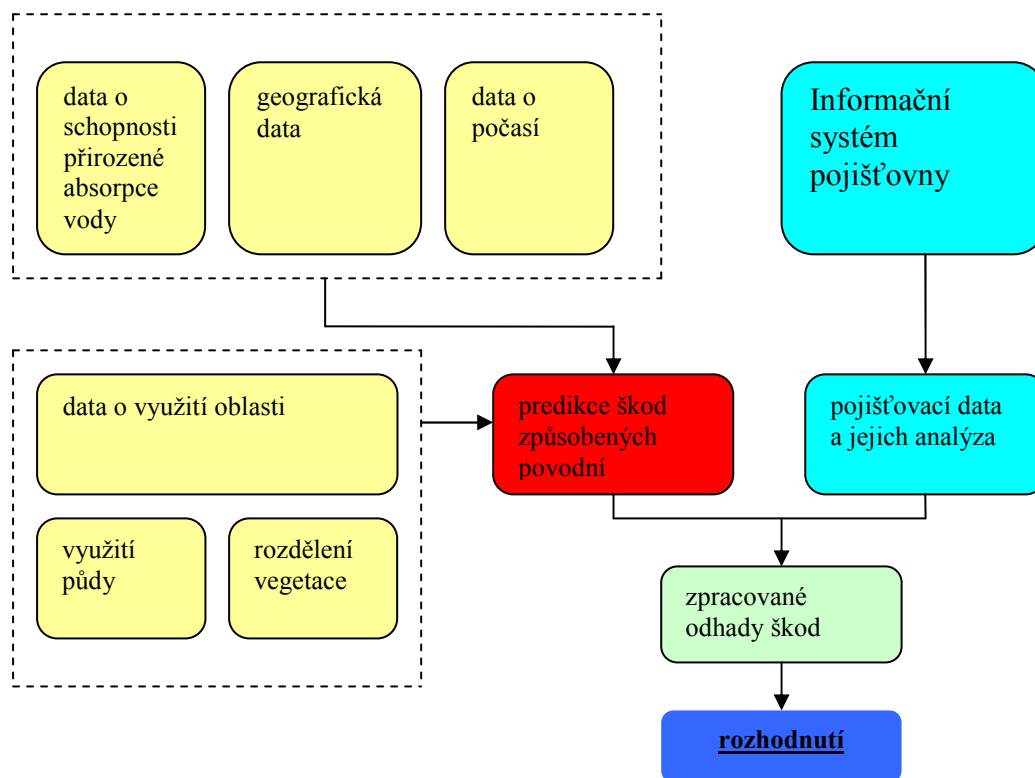 data o
schopnosti
přirozené
absorpce
vody
geografická
data
data o
počasí
Informační
systém
pojišťovny
data o využití oblasti
predikce škod
způsobených
povodní
pojišťovací data
a jejich analýza
využití
půdy
rozdělení
vegetace
zpracované
odhady škod
rozhodnutí